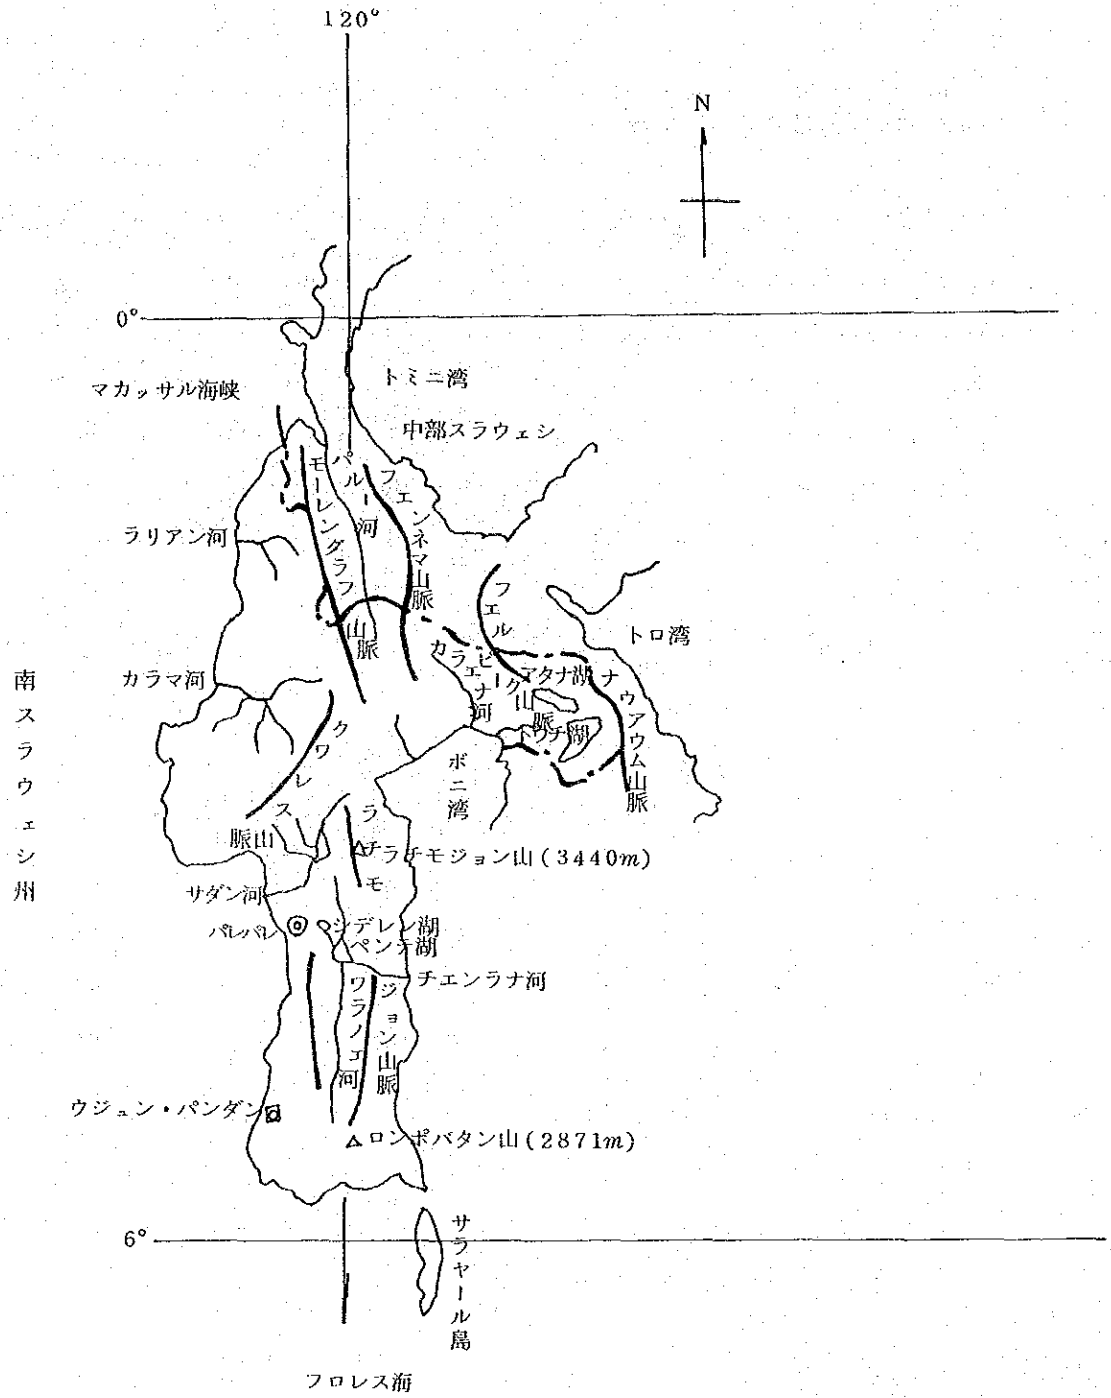 120°
N
0°
マカッサル海峡
トミニ湾
中部スラウェシ
パルー河
モーレングラフ山脈
フェンネマ山脈
ラリアン河
フェルビーク山脈
トロ湾
カラエナ河
マタナ湖
ナウアウム山脈
カラマ河
トウチ湖
南スラウェシ州
クワレス山脈
ボニ湾
ラチモジョン山脈
ラチモジョン山(3440m)
サダン河
パレパレ
シデレン湖
ペンテ湖
チェンラナ河
ワラノエ河
ウジュン・パンダン
ロンポバタン山(2871m)
6°
サラヤール島
フロレス海